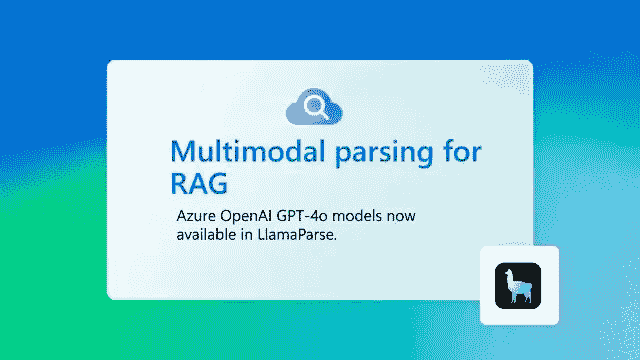 Multimodal parsing for
RAG
Azure OpenAI GPT-4o models now
available in LlamaParse.